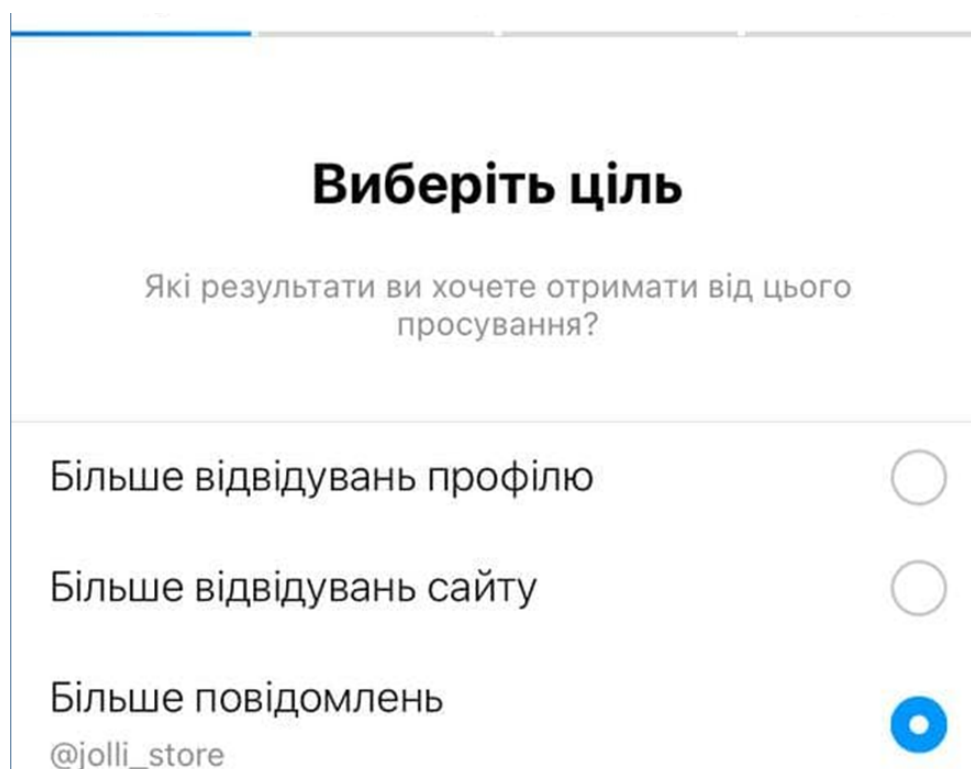 Виберіть ціль
Які результати ви хочете отримати від цього
просування?
Більше відвідувань профілю
Більше відвідувань сайту
Більше повідомлень
@jolli_store